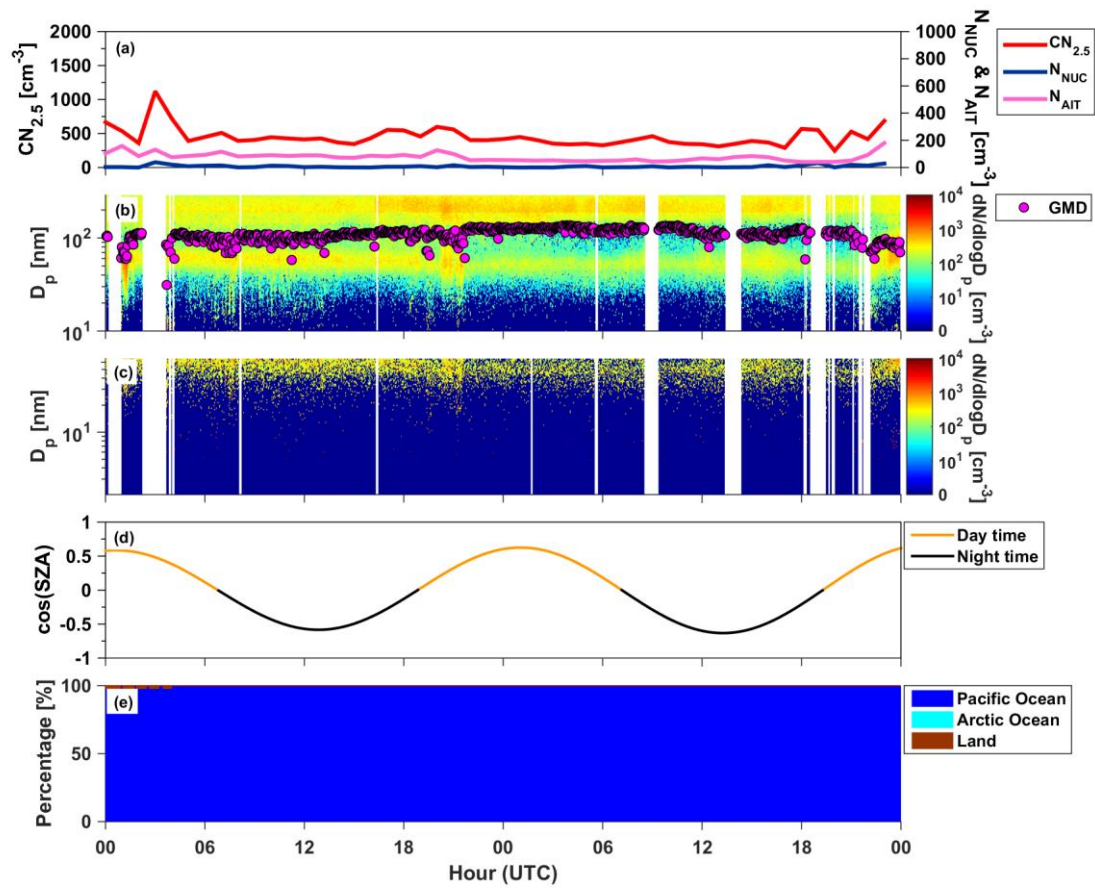 (a)
CN2.5 [cm-3]
2000
1500
1000
500
0
1000
800
600
400
200
0
NNUC & NAIT [cm-3]
CN2.5
NNUC
NAIT
(b)
Dp [nm]
10^2
10^1
10^4
10^3
10^2
10^1
0
dN/dlogDp [cm-3]
GMD
(c)
Dp [nm]
10^1
10^4
10^3
10^2
10^1
0
dN/dlogDp [cm-3]
(d)
cos(SZA)
1
0.5
0
-0.5
-1
Day time
Night time
(e)
Percentage [%]
100
50
0
Pacific Ocean
Arctic Ocean
Land
00 06 12 18 00 06 12 18 00
Hour (UTC)